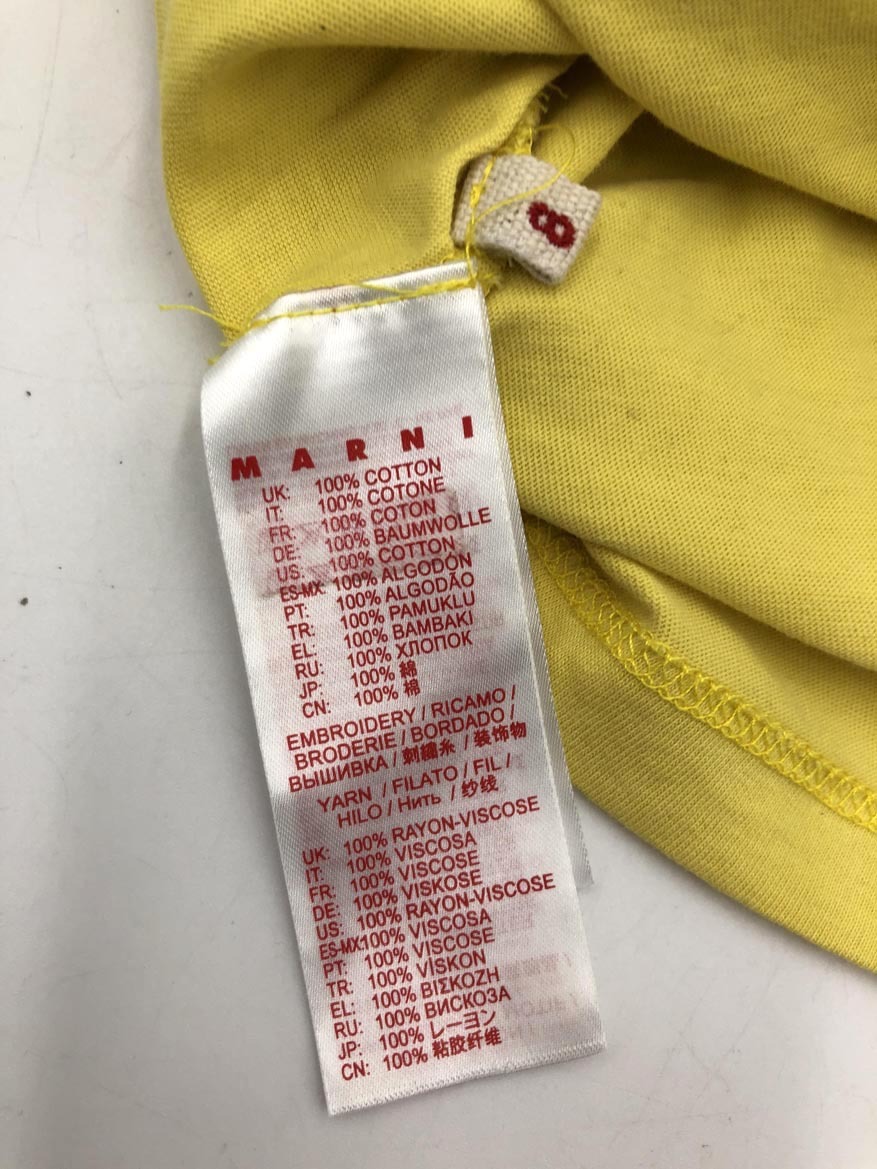 8
MARNI
UK: 100% COTTON
IT: 100% COTONE
FR: 100% COTON
DE: 100% BAUMWOLLE
US: 100% COTTON
ES-MX: 100% ALGODÓN
PT: 100% ALGODÃO
TR: 100% PAMUKLU
EL: 100% BAMBAKI
RU: 100% ХЛОПОК
JP: 100% 綿
CN: 100% 棉
EMBROIDERY / RICAMO /
BRODERIE / BORDADO /
ВЫШИВКА / 刺繍糸 / 装饰物
YARN / FILATO / FIL /
HILO / Нить / 纱线
UK: 100% RAYON-VISCOSE
IT: 100% VISCOSA
FR: 100% VISCOSE
DE: 100% VISKOSE
US: 100% RAYON-VISCOSE
ES-MX: 100% VISCOSA
PT: 100% VISCOSE
TR: 100% VİSKON
EL: 100% ΒΙΣΚΟΖΗ
RU: 100% ВИСКОЗА
JP: 100% レーヨン
CN: 100% 粘胶纤维